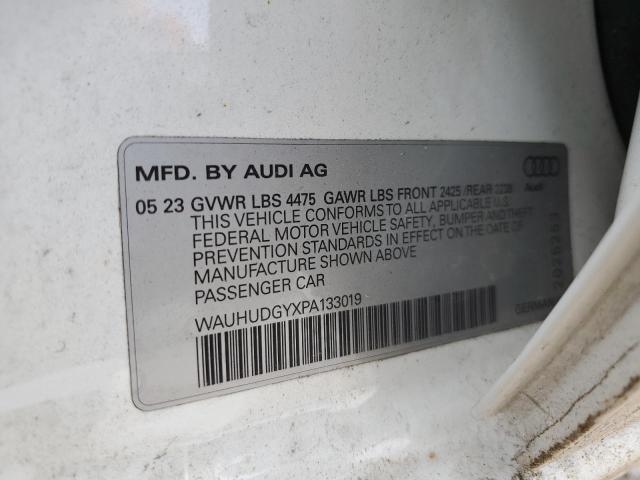 MFD. BY AUDI AG
Audi
05 23 GVWR LBS 4475 GAWR LBS FRONT 2425 /REAR
THIS VEHICLE CONFORMS TO ALL APPLICABLE U.S.
FEDERAL MOTOR VEHICLE SAFETY, BUMPER AND THEFT
PREVENTION STANDARDS IN EFFECT ON THE DATE OF
MANUFACTURE SHOWN ABOVE
PASSENGER CAR
WAUHUDGYXPA133019
GERMANY